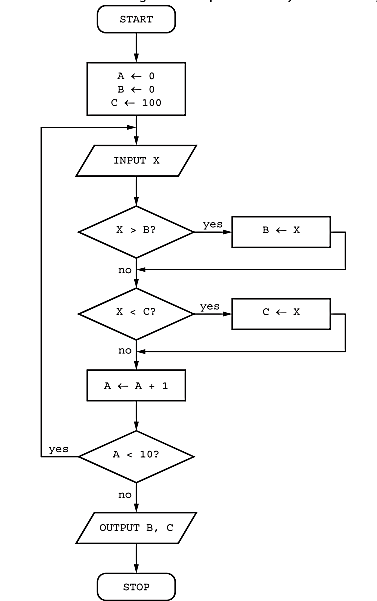 START
A ← 0
B ← 0
C ← 100
INPUT X
X > B?
yes
B ← X
no
X < C?
yes
C ← X
no
A ← A + 1
A < 10?
yes
no
OUTPUT B, C
STOP